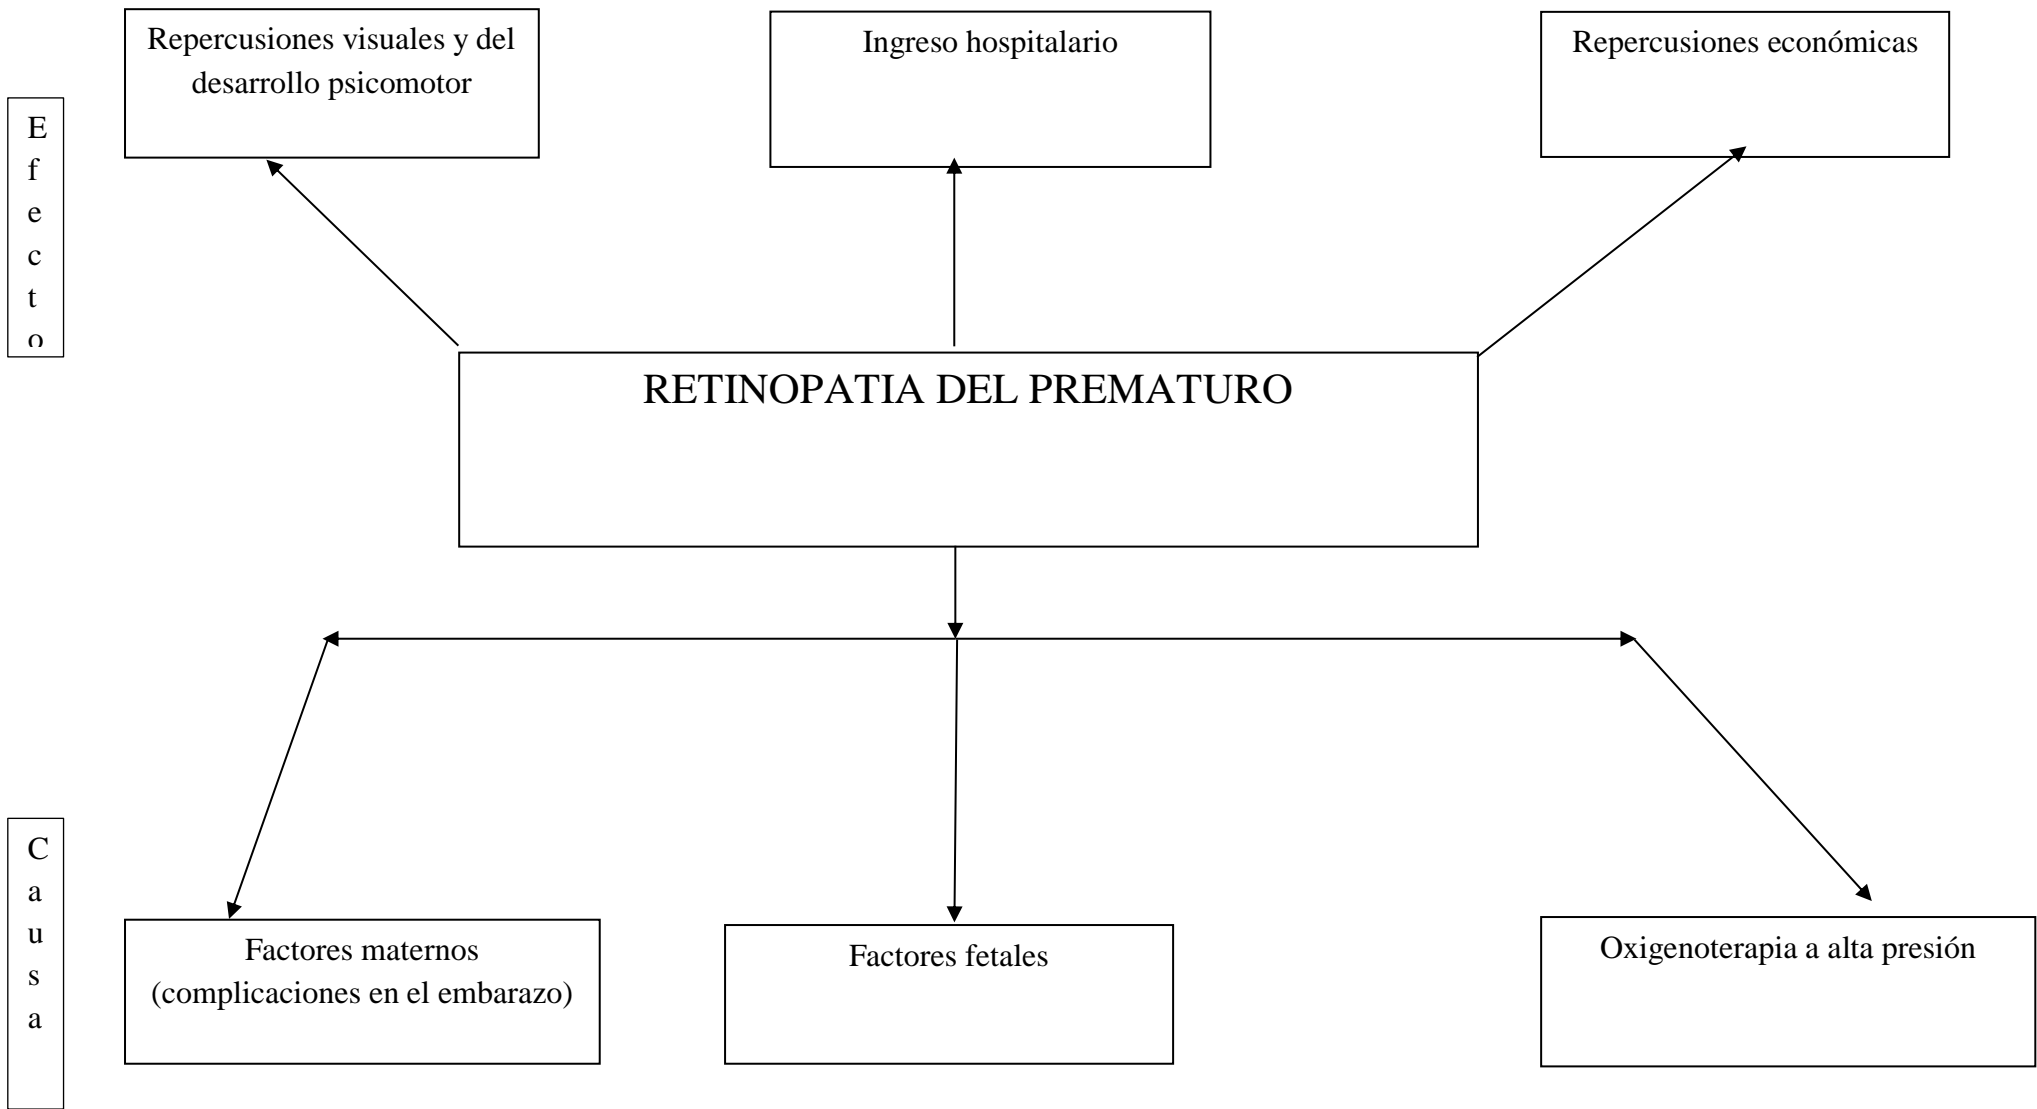 Repercusiones visuales y del
desarrollo psicomotor
Ingreso hospitalario
Repercusiones económicas
E
f
e
c
t
o
RETINOPATIA DEL PREMATURO
C
a
u
s
a
Factores maternos
(complicaciones en el embarazo)
Factores fetales
Oxigenoterapia a alta presión